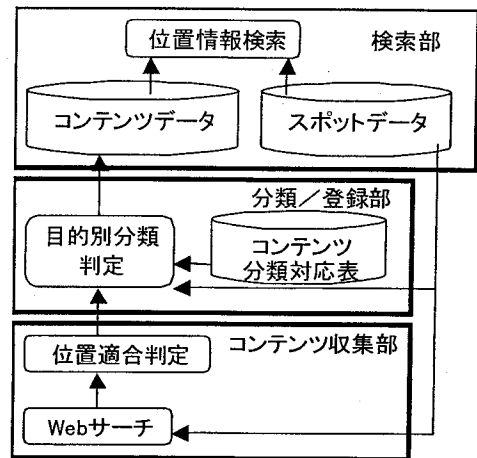 位置情報検索
検索部
コンテンツデータ
スポットデータ
分類／登録部
目的別分類
判定
コンテンツ
分類対応表
コンテンツ収集部
位置適合判定
Webサーチ